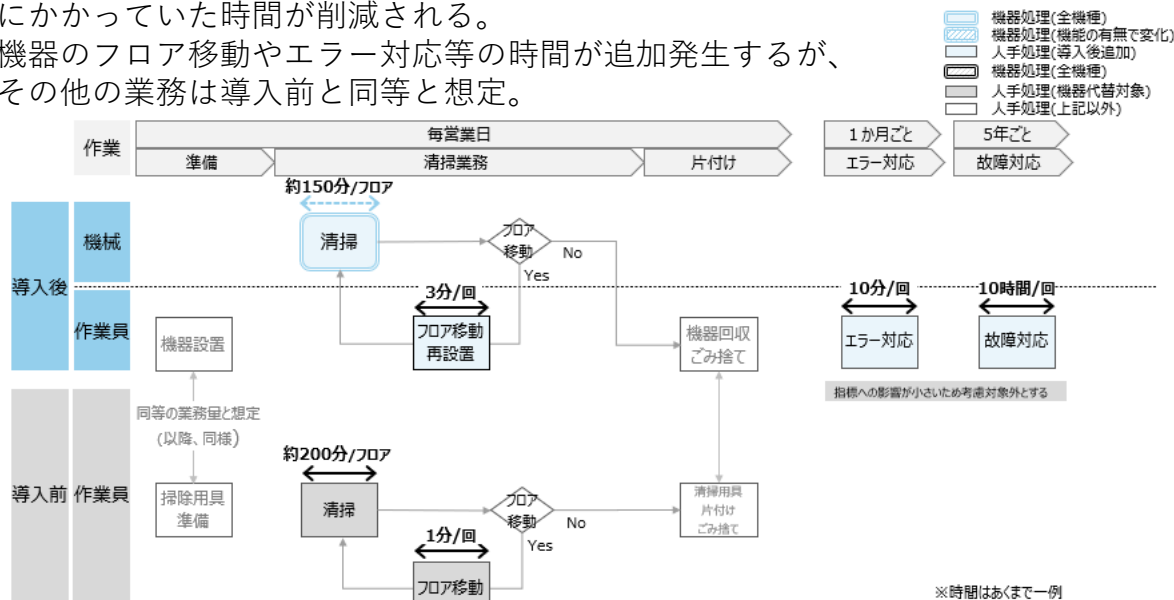 にかかっていた時間が削減される。
機器のフロア移動やエラー対応等の時間が追加発生するが、
その他の業務は導入前と同等と想定。
機器処理(全機種)
機器処理(機能の有無で変化)
人手処理(導入後追加)
機器処理(全機種)
人手処理(機器代替対象)
人手処理(上記以外)
作業
毎営業日
1か月ごと
5年ごと
準備
清掃業務
片付け
エラー対応
故障対応
約150分/フロア
導入後
機械
清掃
フロア
移動
No
Yes
作業員
機器設置
3分/回
フロア移動
再設置
機器回収
ごみ捨て
10分/回
エラー対応
10時間/回
故障対応
指標への影響が小さいため考慮対象外とする
同等の業務量と想定
(以降、同様)
約200分/フロア
導入前
作業員
掃除用具
準備
清掃
フロア
移動
No
Yes
清掃用具
片付け
ごみ捨て
1分/回
フロア移動
※時間はあくまで一例